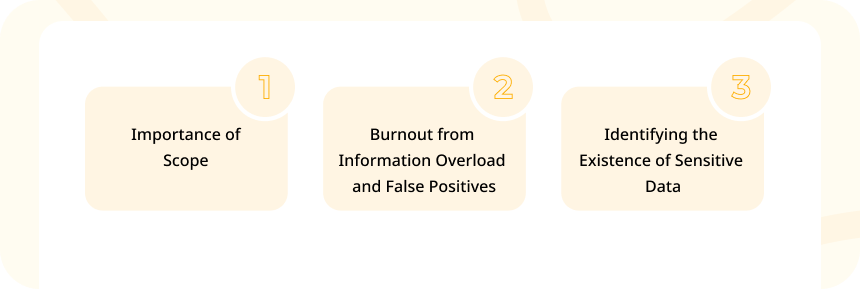 1
Importance of
Scope
2
Burnout from
Information Overload
and False Positives
3
Identifying the
Existence of Sensitive
Data